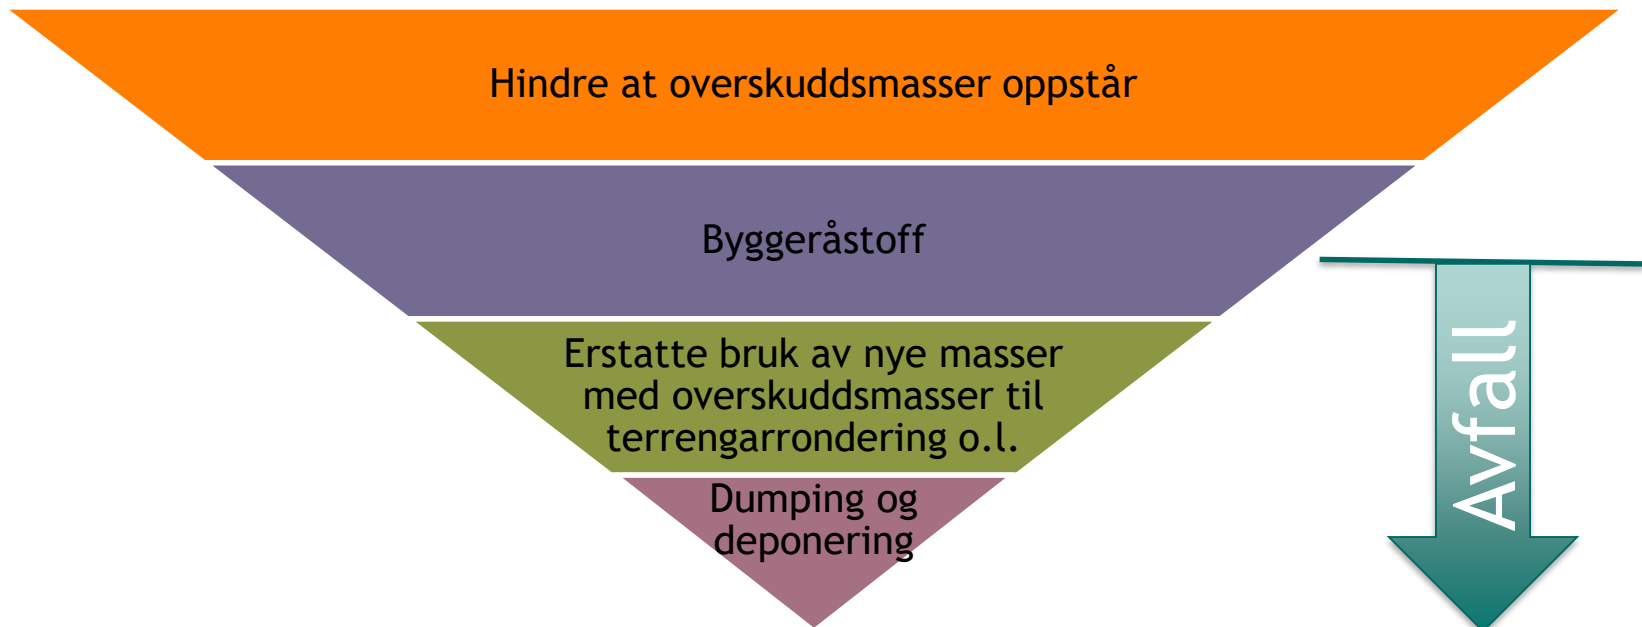 Hindre at overskuddsmasser oppstår
Byggeråstoff
Erstatte bruk av nye masser
med overskuddsmasser til
terrengarrondering o.l.
Dumping og
deponering
Avfall